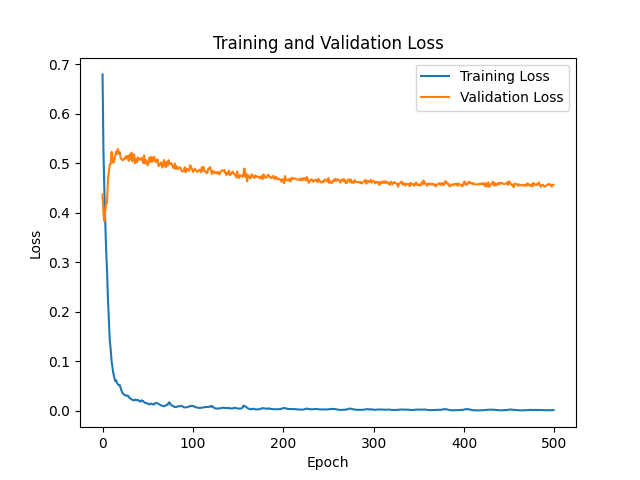 Training and Validation Loss
Training Loss
Validation Loss
0.7
0.6
0.5
0.4
0.3
0.2
0.1
0.0
Loss
0 100 200 300 400 500
Epoch